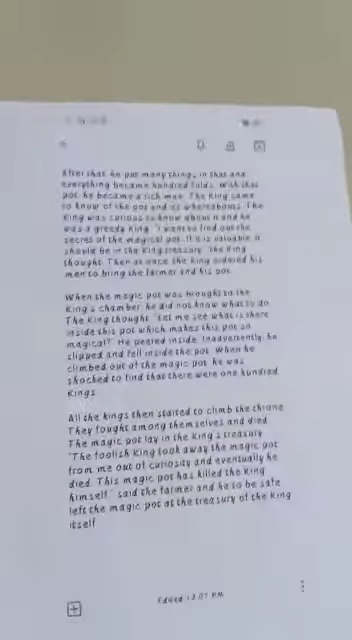 After that he put many things in that and
everything became hundred folds. With that
pot he became a rich man. The King came
to know of the pot and its whereabouts. The
King was curious to know about it and he
was a greedy king. "I want to find out the
secret of the magical pot. If it is valuable it
should be in the King treasury" the King
thought. Then at once the King ordered his
men to bring the farmer and his pot.
When the magic pot was brought to the
King's chamber he did not know what to do.
The King thought "Let me see what is there
inside this pot which makes this pot so
magical?" He peered inside. Inadvertently, he
slipped and fell inside the pot. When he
climbed out of the magic pot he was
shocked to find that there were one hundred
Kings.
All the kings then started to climb the throne
They fought among themselves and died.
The magic pot lay in the King's treasury
"The foolish King took away the magic pot
from me out of curiosity and eventually he
died. This magic pot has killed the King
himself" said the farmer and he to be safe
left the magic pot at the treasury of the King
itself
Edited 12:07 PM